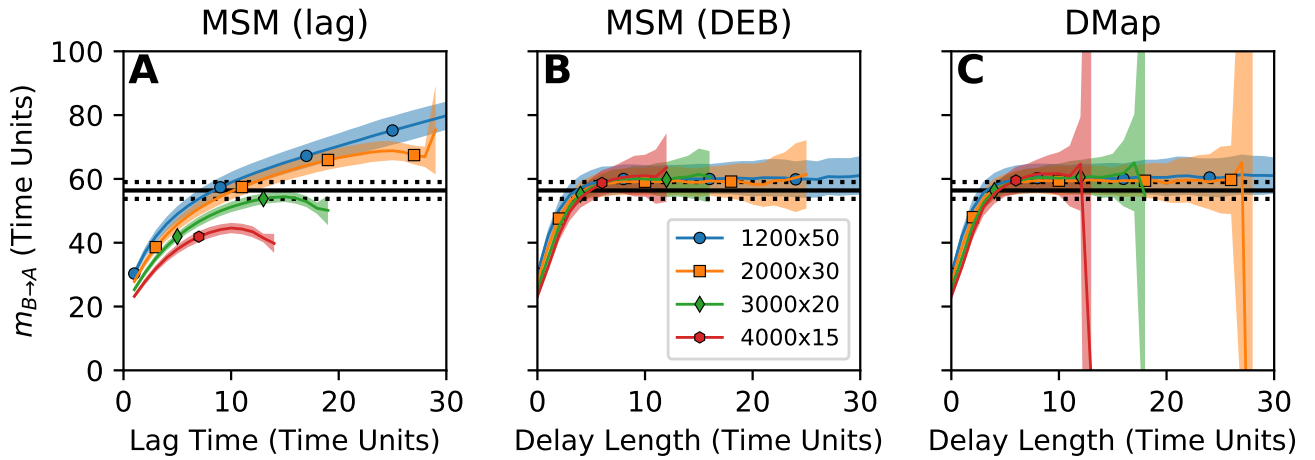 MSM (lag)
MSM (DEB)
DMap
A
B
C
m_{B→A} (Time Units)
100
80
60
40
20
0
1200x50
2000x30
3000x20
4000x15
0 10 20 30
0 10 20 30
0 10 20 30
Lag Time (Time Units)
Delay Length (Time Units)
Delay Length (Time Units)